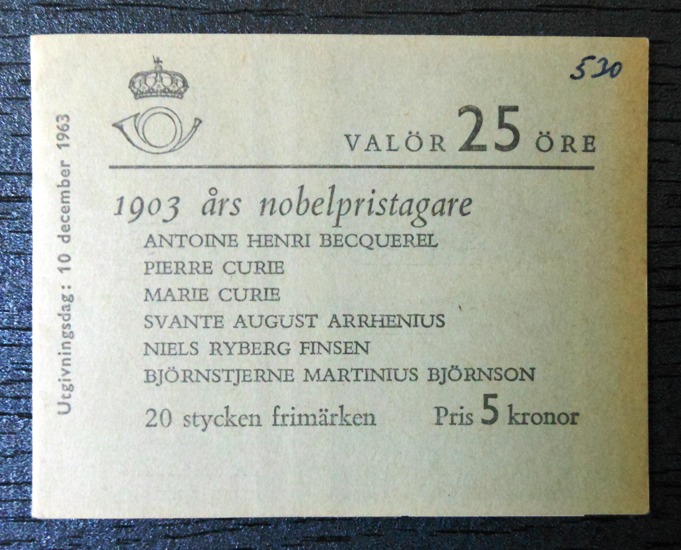 530
VALÖR 25 ÖRE
1903 års nobelpristagare
ANTOINE HENRI BECQUEREL
PIERRE CURIE
MARIE CURIE
SVANTE AUGUST ARRHENIUS
NIELS RYBERG FINSEN
BJÖRNSTJERNE MARTINIUS BJÖRNSON
20 stycken frimärken Pris 5 kronor
Utgivningsdag: 10 december 1963